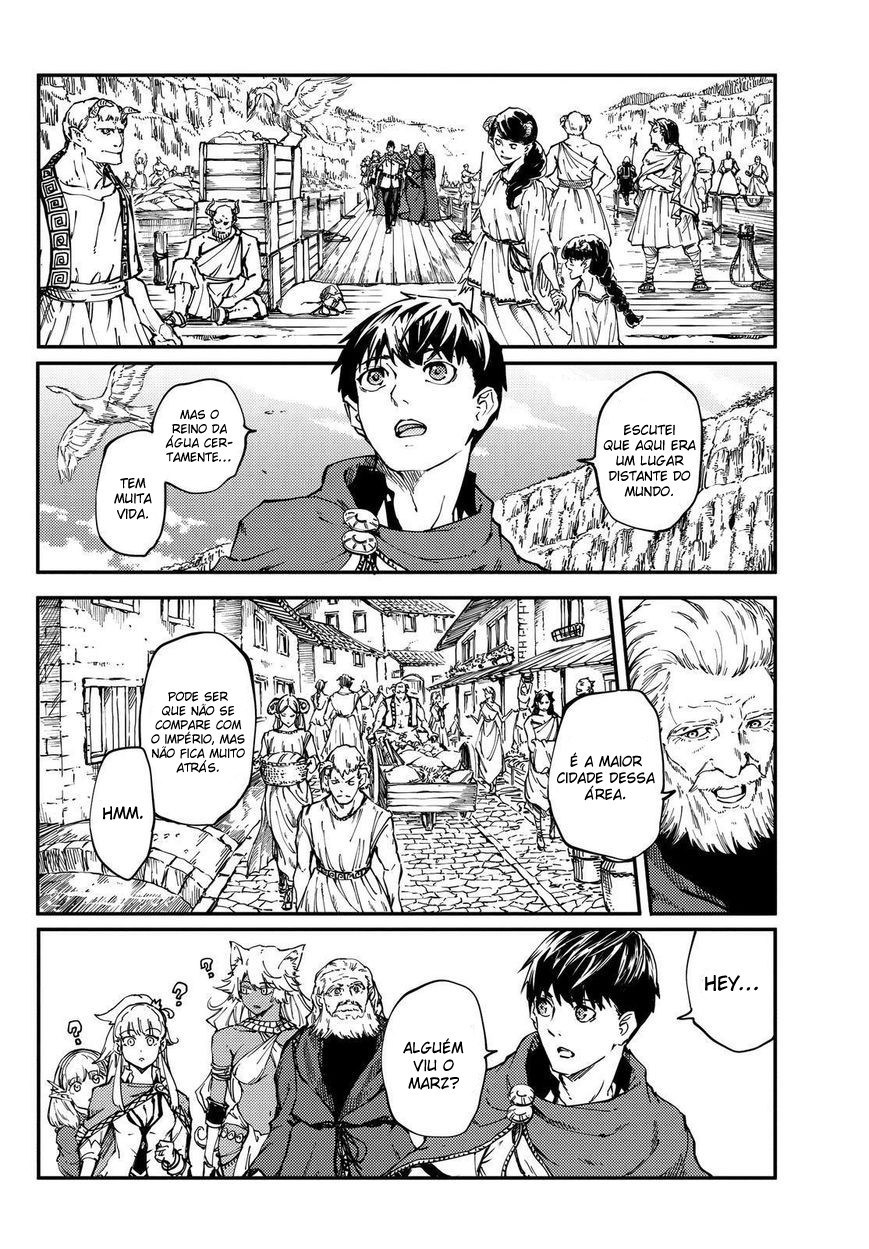 ESCUTEI
QUE AQUI ERA
UM LUGAR
DISTANTE DO
MUNDO.
MAS O
REINO DA
ÁGUA CER-
TAMENTE...
TEM
MUITA
VIDA.
É A MAIOR
CIDADE DESSA
ÁREA.
PODE SER
QUE NÃO SE
COMPARE COM
O IMPÉRIO, MAS
NÃO FICA MUITO
ATRÁS.
HMM.
HEY...
ALGUÉM
VIU O
MARZ?
?
?
?